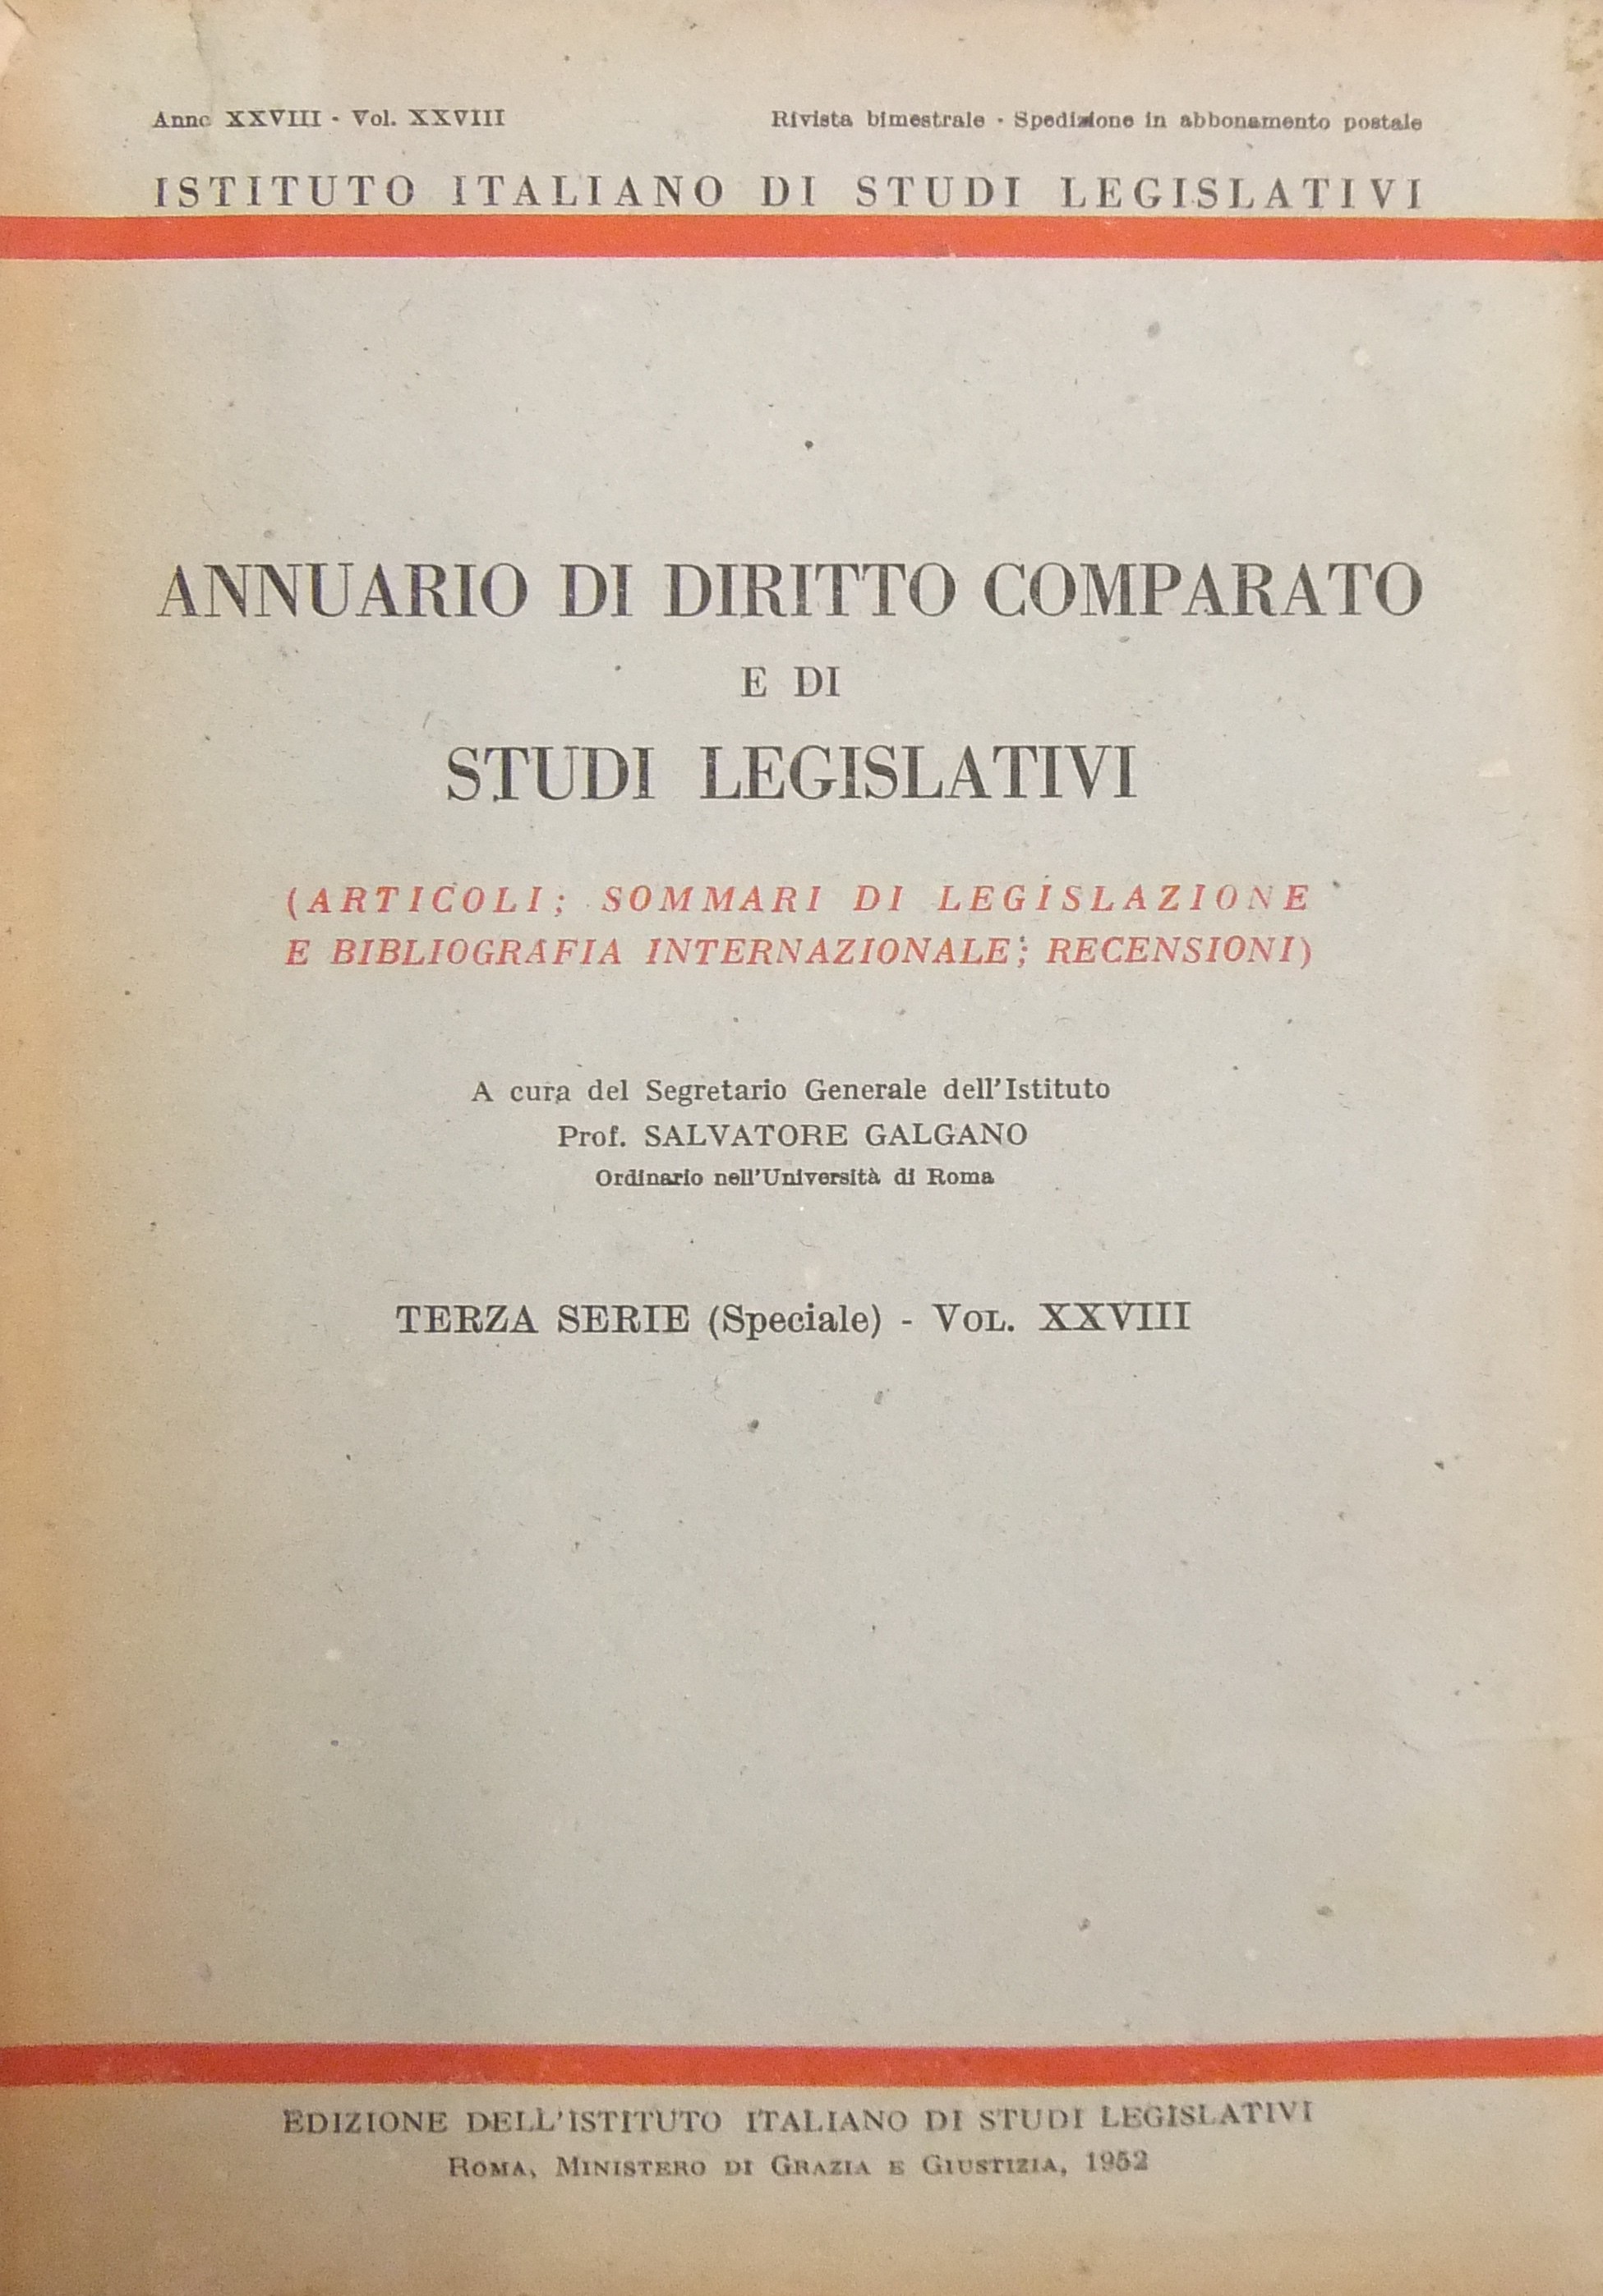 Anno XXVIII - Vol. XXVIII
Rivista bimestrale - Spedizione in abbonamento postale
ISTITUTO ITALIANO DI STUDI LEGISLATIVI
ANNUARIO DI DIRITTO COMPARATO
E DI
STUDI LEGISLATIVI
(ARTICOLI; SOMMARI DI LEGISLAZIONE
E BIBLIOGRAFIA INTERNAZIONALE; RECENSIONI)
A cura del Segretario Generale dell'Istituto
Prof. SALVATORE GALGANO
Ordinario nell'Università di Roma
TERZA SERIE (Speciale) - VOL. XXVIII
EDIZIONE DELL'ISTITUTO ITALIANO DI STUDI LEGISLATIVI
ROMA, MINISTERO DI GRAZIA E GIUSTIZIA, 1952